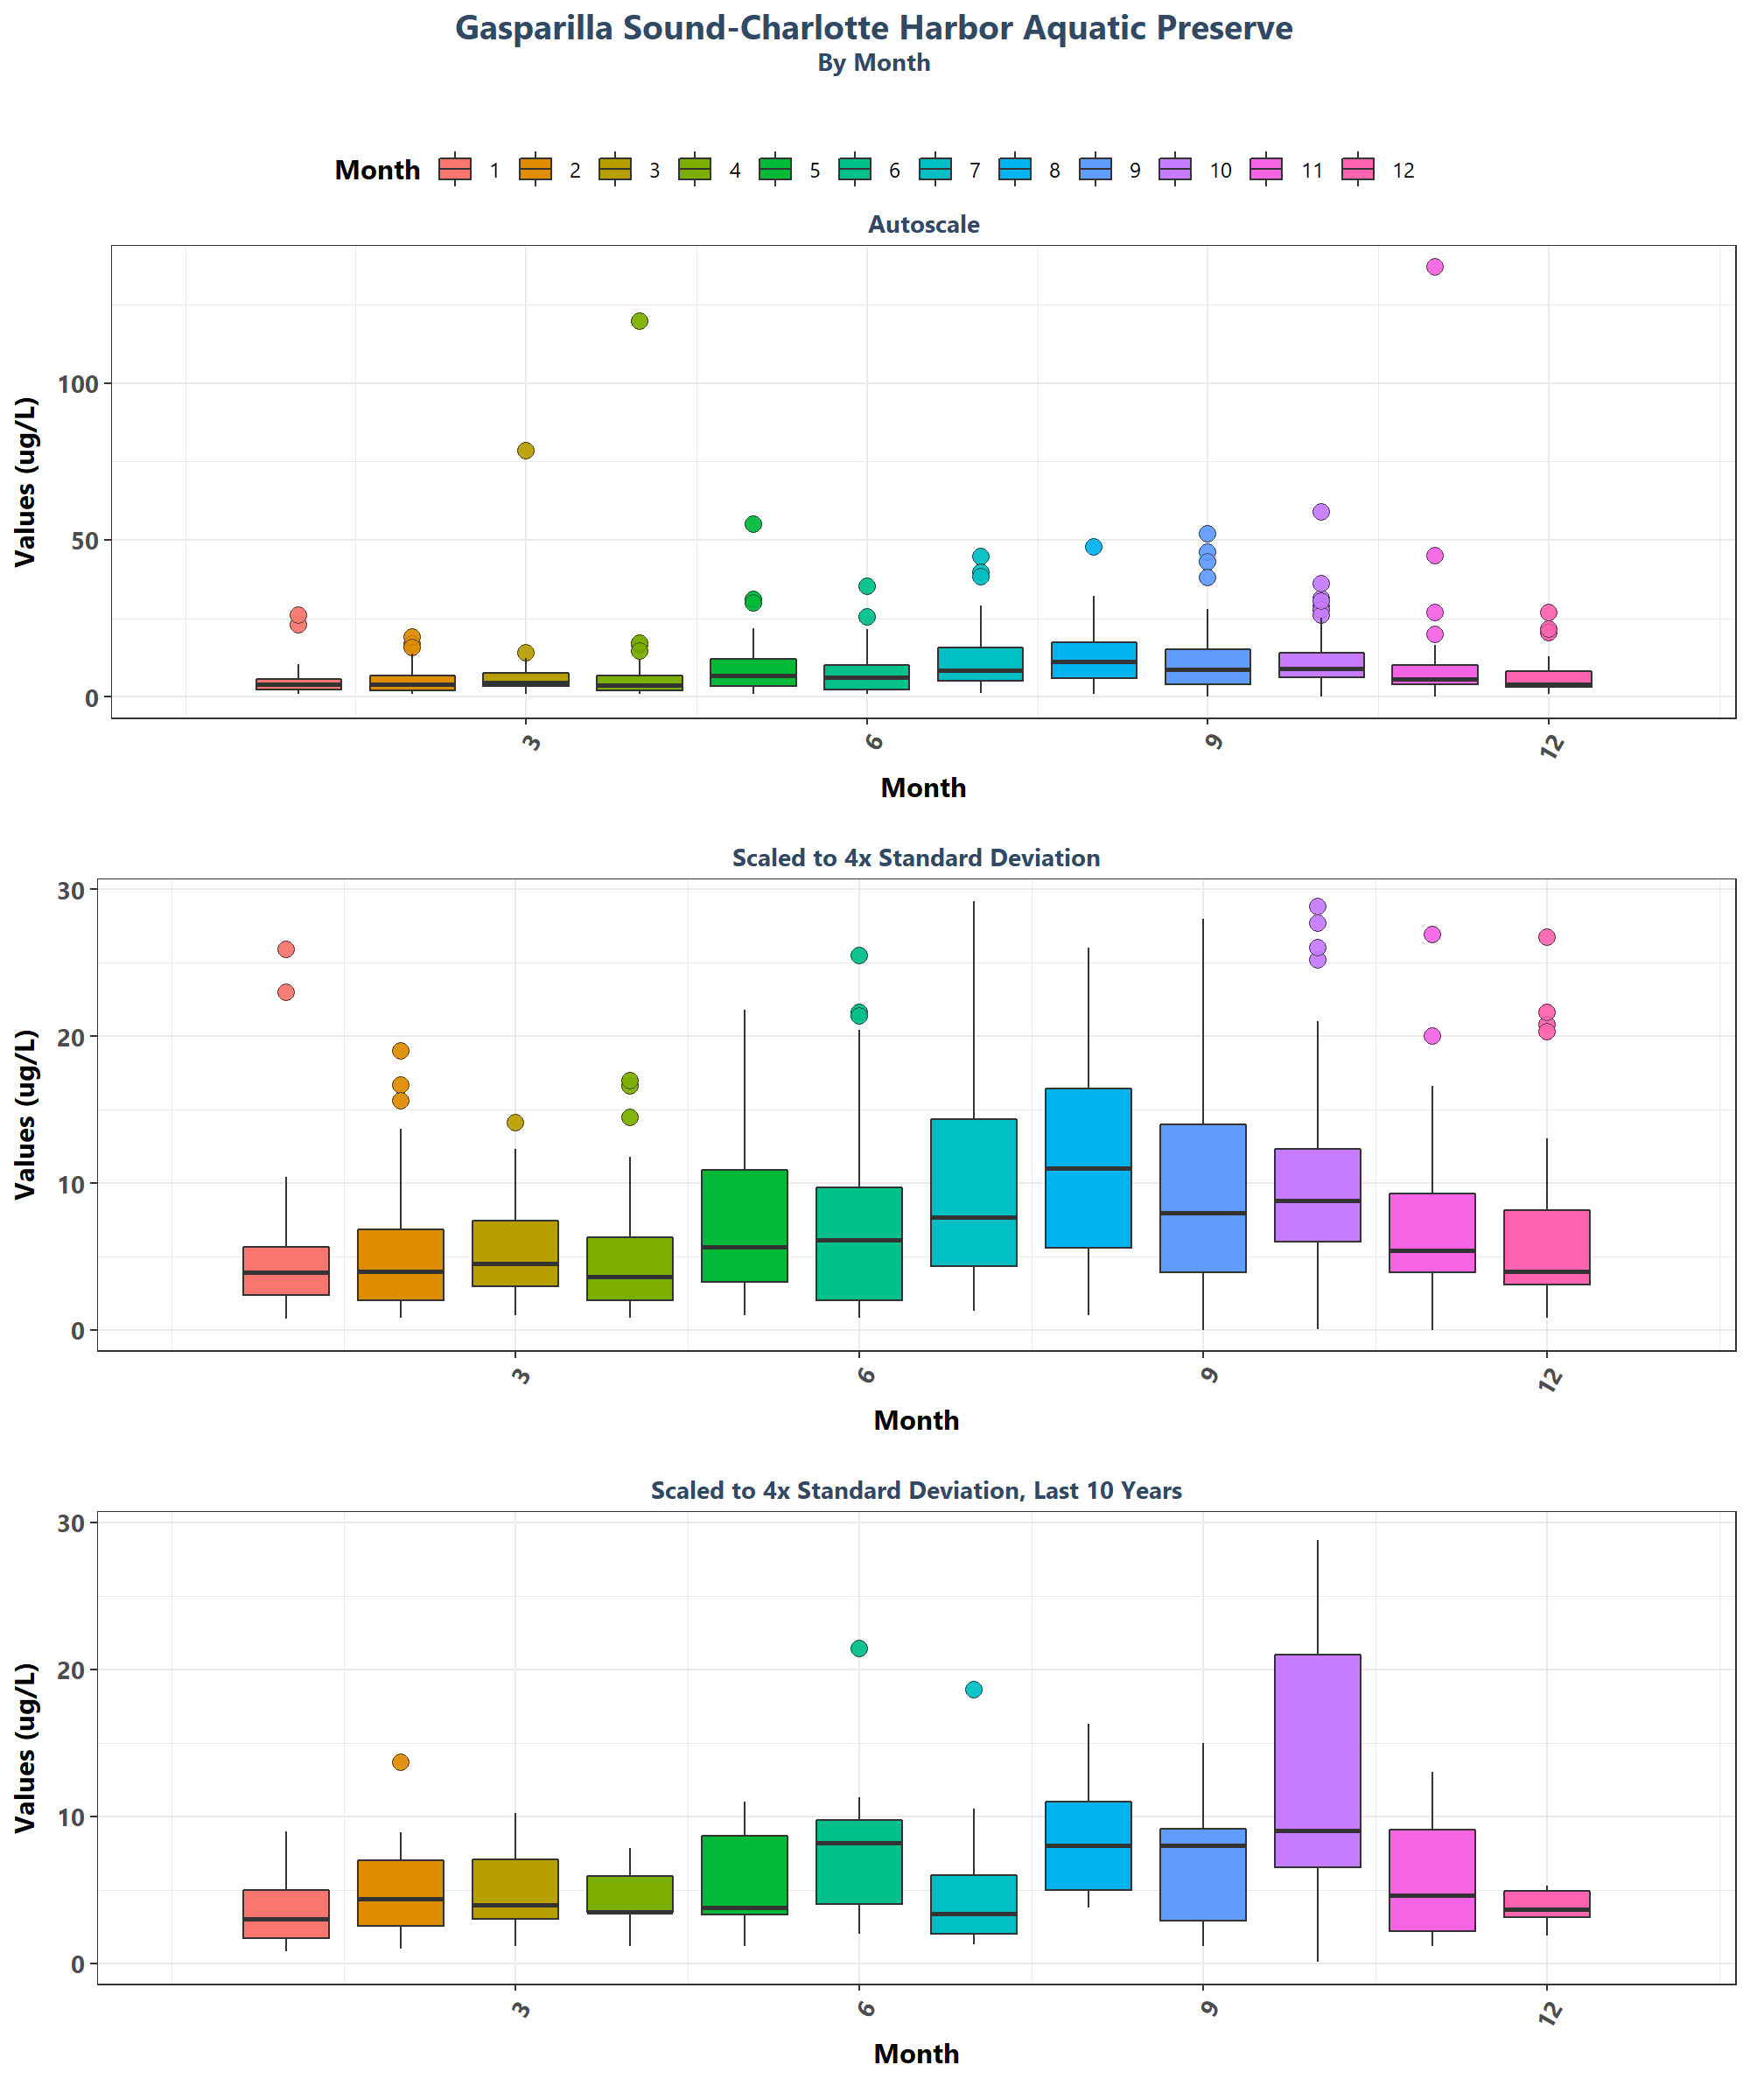 Gasparilla Sound-Charlotte Harbor Aquatic Preserve
By Month
Month 1 2 3 4 5 6 7 8 9 10 11 12
Autoscale
Values (ug/L)
100
50
0
3 6 9 12
Month
Scaled to 4x Standard Deviation
Values (ug/L)
30
20
10
0
3 6 9 12
Month
Scaled to 4x Standard Deviation, Last 10 Years
Values (ug/L)
30
20
10
0
3 6 9 12
Month